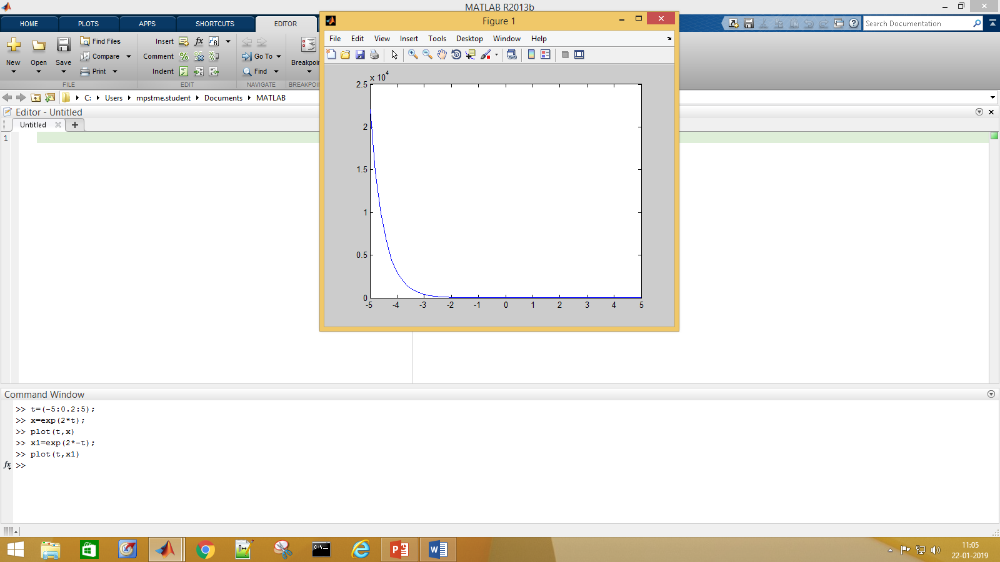 MATLAB R2013b
HOME PLOTS APPS SHORTCUTS EDITOR
Search Documentation
New Open Save
Find Files
Compare
Print
FILE
Insert fx
Comment
Indent
EDIT
Go To
Find
NAVIGATE
Breakpoin
BREAKPOI
C: Users mpstme.student Documents MATLAB
Editor - Untitled
Untitled
1
Figure 1
File Edit View Insert Tools Desktop Window Help
x 10^4
2.5
2
1.5
1
0.5
0
-5 -4 -3 -2 -1 0 1 2 3 4 5
Command Window
>> t=(-5:0.2:5);
>> x=exp(2*t);
>> plot(t,x)
>> x1=exp(2*-t);
>> plot(t,x1)
fx >>
11:05
22-01-2019